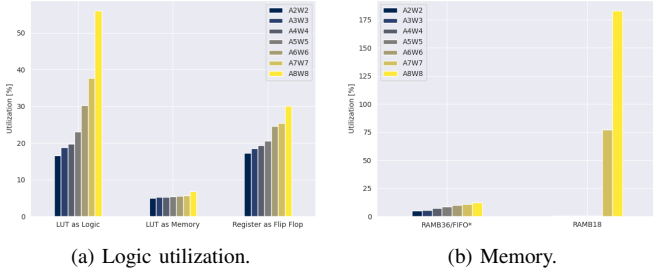 Utilization [%]
50
40
30
20
10
0
A2W2
A3W3
A4W4
A5W5
A6W6
A7W7
A8W8
LUT as Logic
LUT as Memory
Register as Flip Flop
(a) Logic utilization.
Utilization [%]
175
150
125
100
75
50
25
0
A2W2
A3W3
A4W4
A5W5
A6W6
A7W7
A8W8
RAMB36/FIFO*
RAMB18
(b) Memory.